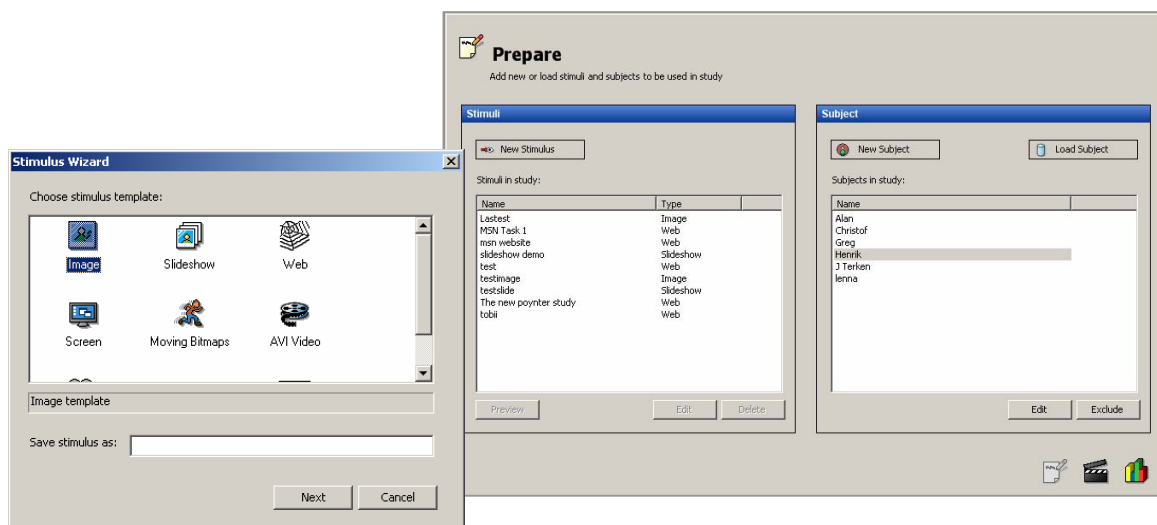 Prepare
Add new or load stimuli and subjects to be used in study
Stimuli
New Stimulus
Stimuli in study:
Name Type
Lastest Image
MSN Task 1 Web
msn website Web
slideshow demo Slideshow
test Web
testimage Image
testslide Slideshow
The new poynter study Web
tobii Web
Preview Edit Delete
Subject
New Subject Load Subject
Subjects in study:
Name
Alan
Christof
Greg
Henrik
J Terken
lenna
Edit Exclude
Stimulus Wizard
Choose stimulus template:
Image Slideshow Web
Screen Moving Bitmaps AVI Video
Image template
Save stimulus as:
Next Cancel